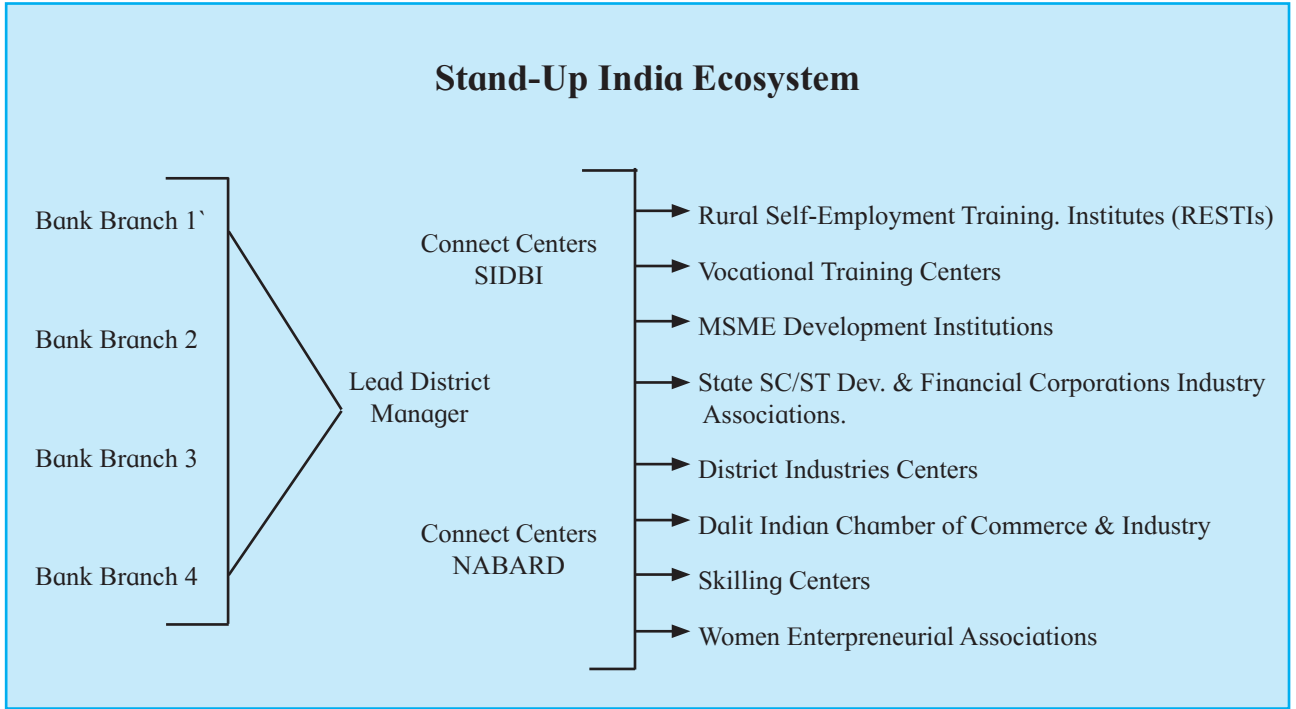 Stand-Up India Ecosystem
Bank Branch 1`
Bank Branch 2
Bank Branch 3
Bank Branch 4
Lead District
Manager
Connect Centers
SIDBI
Connect Centers
NABARD
Rural Self-Employment Training. Institutes (RESTIs)
Vocational Training Centers
MSME Development Institutions
State SC/ST Dev. & Financial Corporations Industry
Associations.
District Industries Centers
Dalit Indian Chamber of Commerce & Industry
Skilling Centers
Women Enterpreneurial Associations